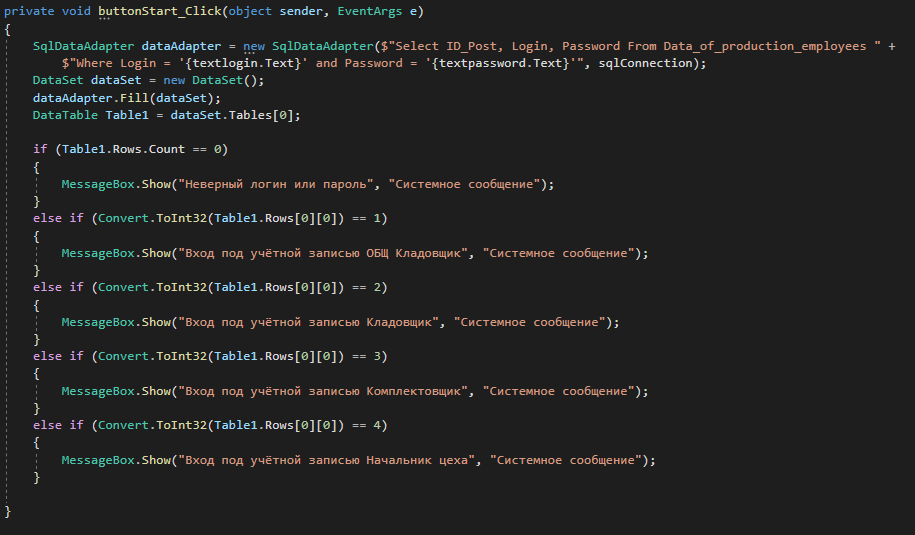 private void buttonStart_Click(object sender, EventArgs e)
{
    SqlDataAdapter dataAdapter = new SqlDataAdapter($"Select ID_Post, Login, Password From Data_of_production_employees " +
        $"Where Login = '{textlogin.Text}' and Password = '{textpassword.Text}'", sqlConnection);
    DataSet dataSet = new DataSet();
    dataAdapter.Fill(dataSet);
    DataTable Table1 = dataSet.Tables[0];

    if (Table1.Rows.Count == 0)
    {
        MessageBox.Show("Неверный логин или пароль", "Системное сообщение");
    }
    else if (Convert.ToInt32(Table1.Rows[0][0]) == 1)
    {
        MessageBox.Show("Вход под учётной записью ОБЩ Кладовщик", "Системное сообщение");
    }
    else if (Convert.ToInt32(Table1.Rows[0][0]) == 2)
    {
        MessageBox.Show("Вход под учётной записью Кладовщик", "Системное сообщение");
    }
    else if (Convert.ToInt32(Table1.Rows[0][0]) == 3)
    {
        MessageBox.Show("Вход под учётной записью Комплектовщик", "Системное сообщение");
    }
    else if (Convert.ToInt32(Table1.Rows[0][0]) == 4)
    {
        MessageBox.Show("Вход под учётной записью Начальник цеха", "Системное сообщение");
    }

}